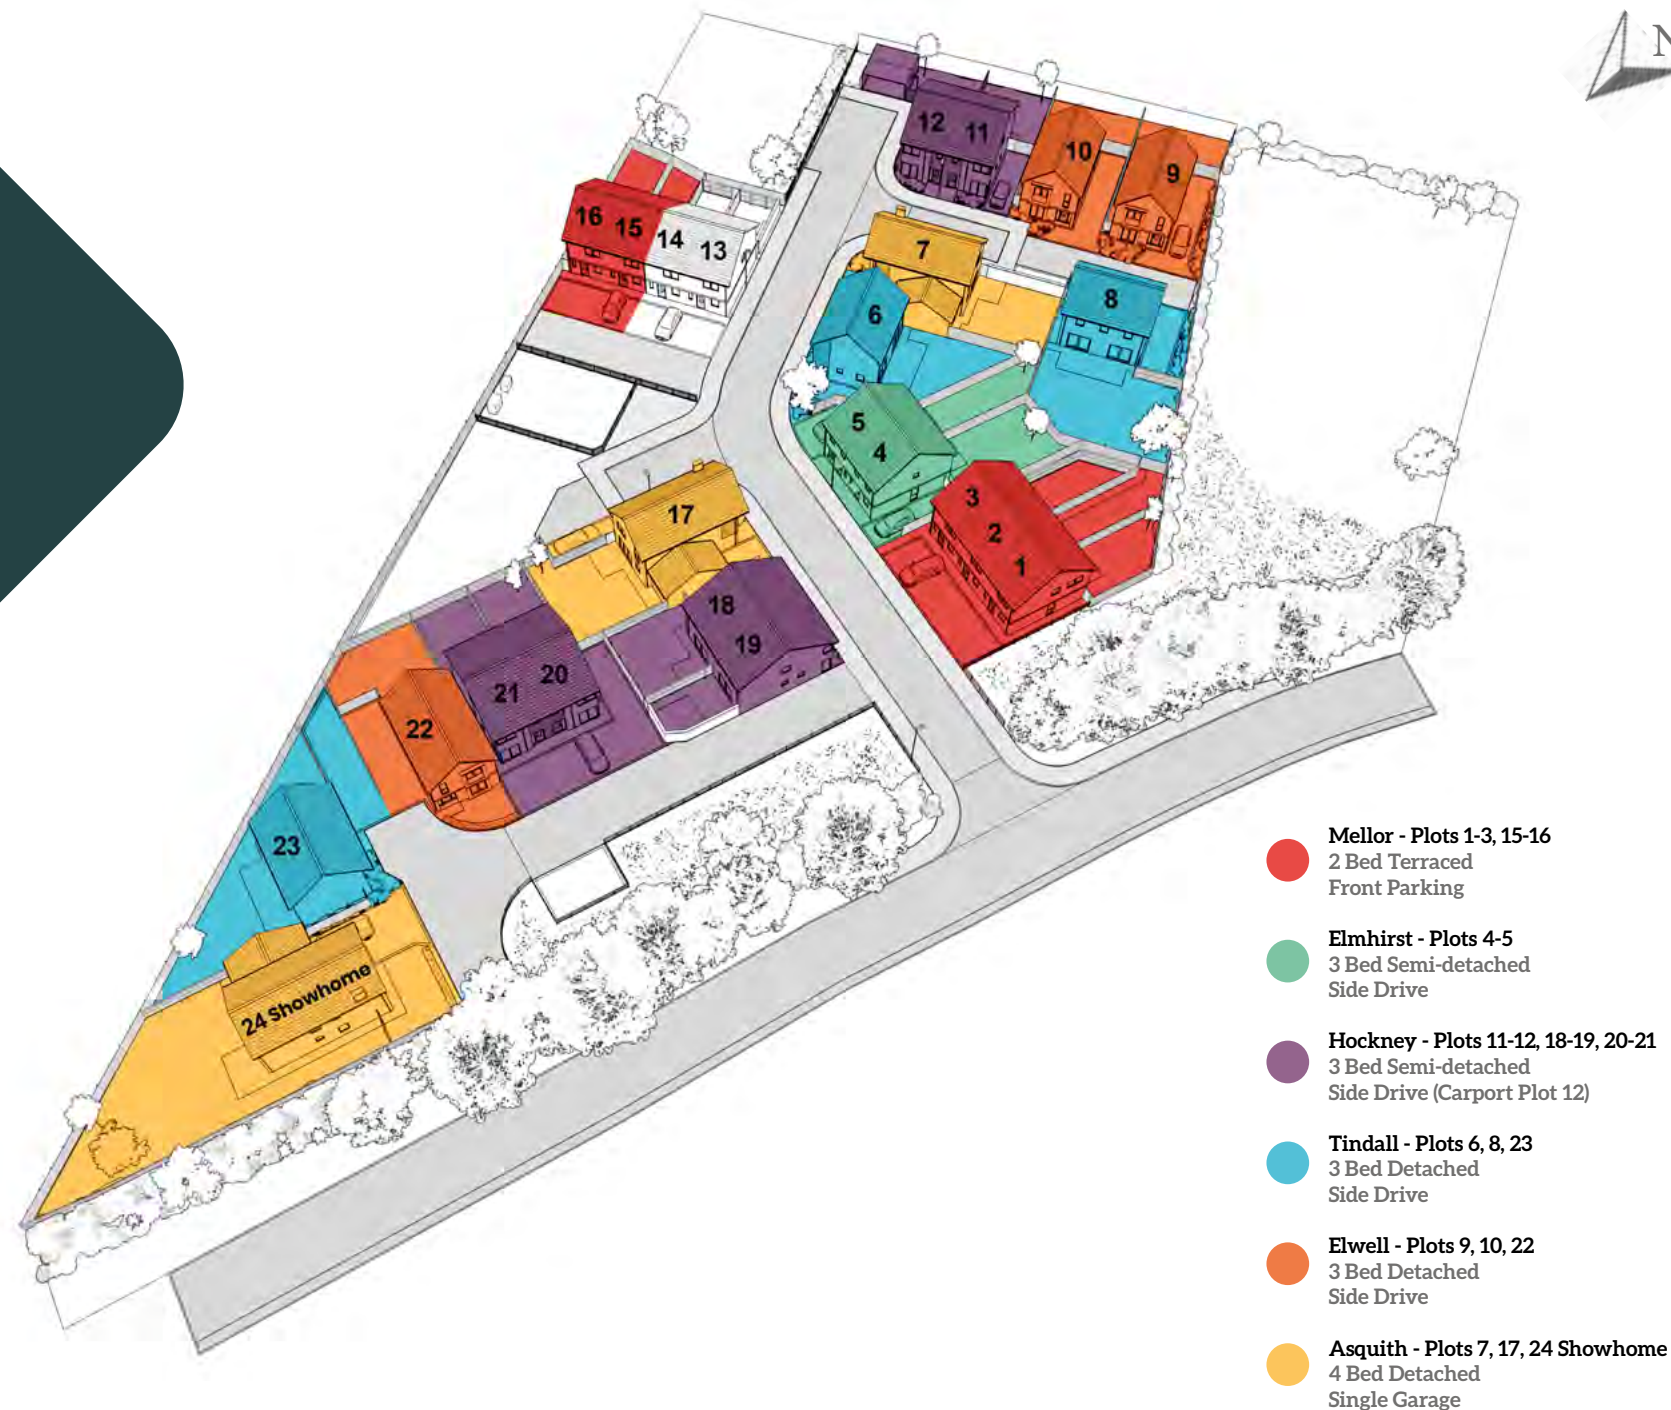 N
12 11
10
9
16 15 14 13
7
8
6
5
4
3
2
1
17
18
19
20
21
22
23
24 Showhome
Mellor - Plots 1-3, 15-16
2 Bed Terraced
Front Parking
Elmhirst - Plots 4-5
3 Bed Semi-detached
Side Drive
Hockney - Plots 11-12, 18-19, 20-21
3 Bed Semi-detached
Side Drive (Carport Plot 12)
Tindall - Plots 6, 8, 23
3 Bed Detached
Side Drive
Elwell - Plots 9, 10, 22
3 Bed Detached
Side Drive
Asquith - Plots 7, 17, 24 Showhome
4 Bed Detached
Single Garage